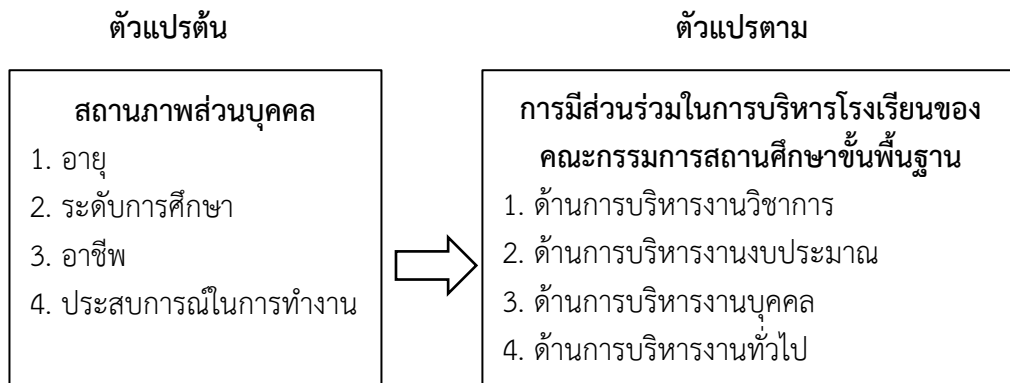 ตัวแปรต้น
สถานภาพส่วนบุคคล
1. อายุ
2. ระดับการศึกษา
3. อาชีพ
4. ประสบการณ์ในการทำงาน
ตัวแปรตาม
การมีส่วนร่วมในการบริหารโรงเรียนของ
คณะกรรมการสถานศึกษาขั้นพื้นฐาน
1. ด้านการบริหารงานวิชาการ
2. ด้านการบริหารงานงบประมาณ
3. ด้านการบริหารงานบุคคล
4. ด้านการบริหารงานทั่วไป